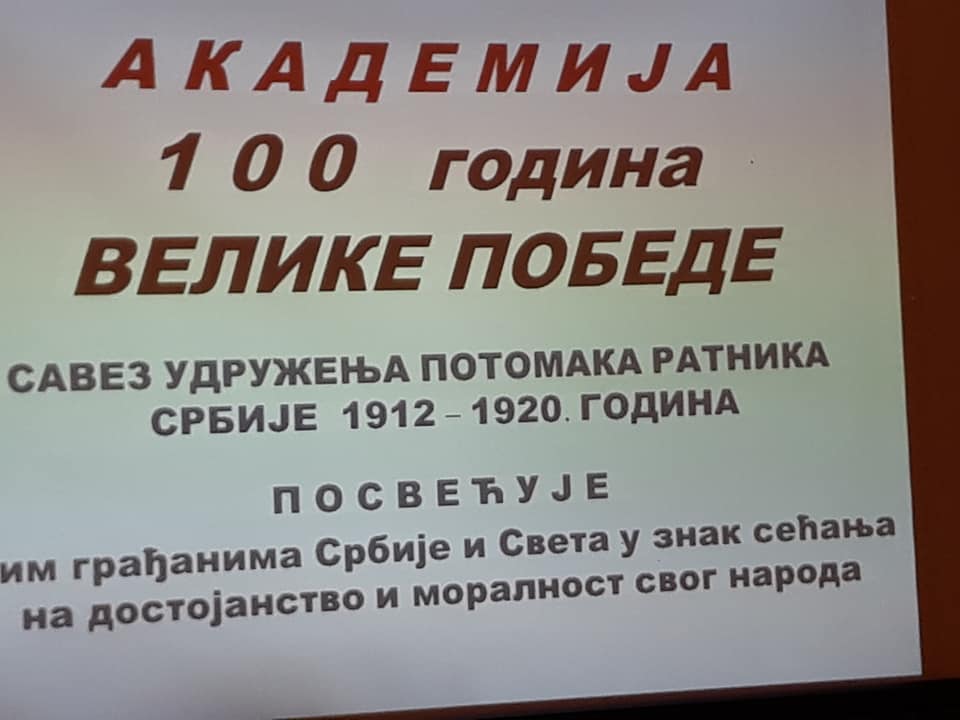 АКАДЕМИЈА
100 година
ВЕЛИКЕ ПОБЕДЕ
САВЕЗ УДРУЖЕЊА ПОТОМАКА РАТНИКА
СРБИЈЕ 1912 – 1920. ГОДИНА
ПОСВЕЋУЈЕ
грађанима Србије и Света у знак сећања
на достојанство и моралност свог народа